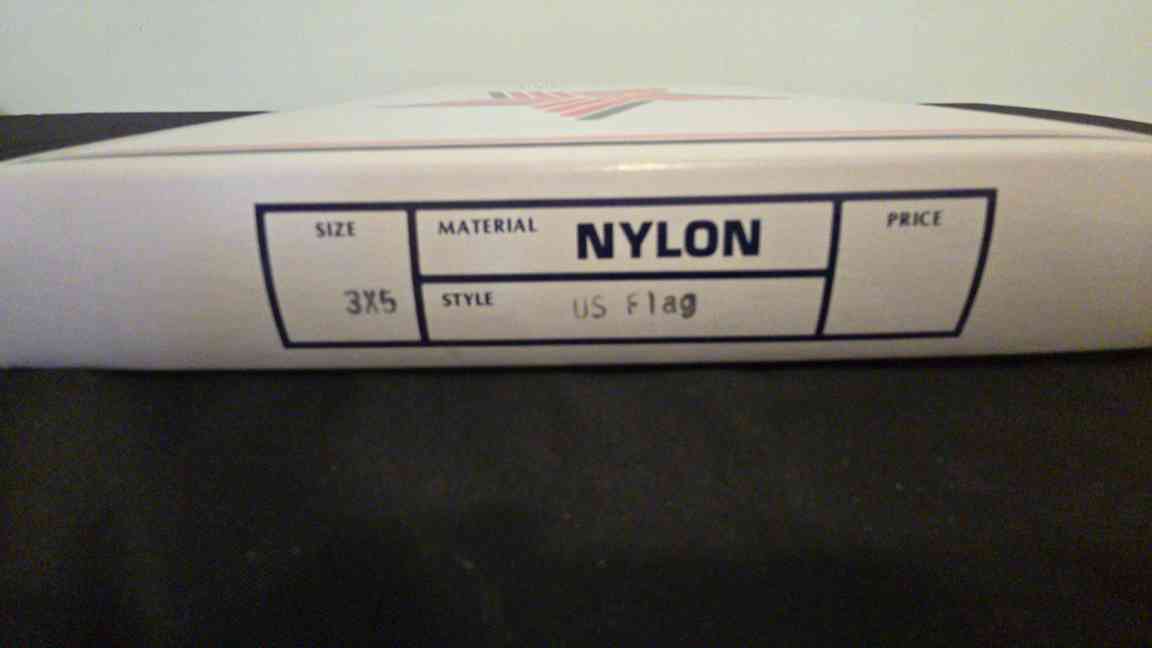 SIZE
3X5
MATERIAL NYLON
STYLE US Flag
PRICE